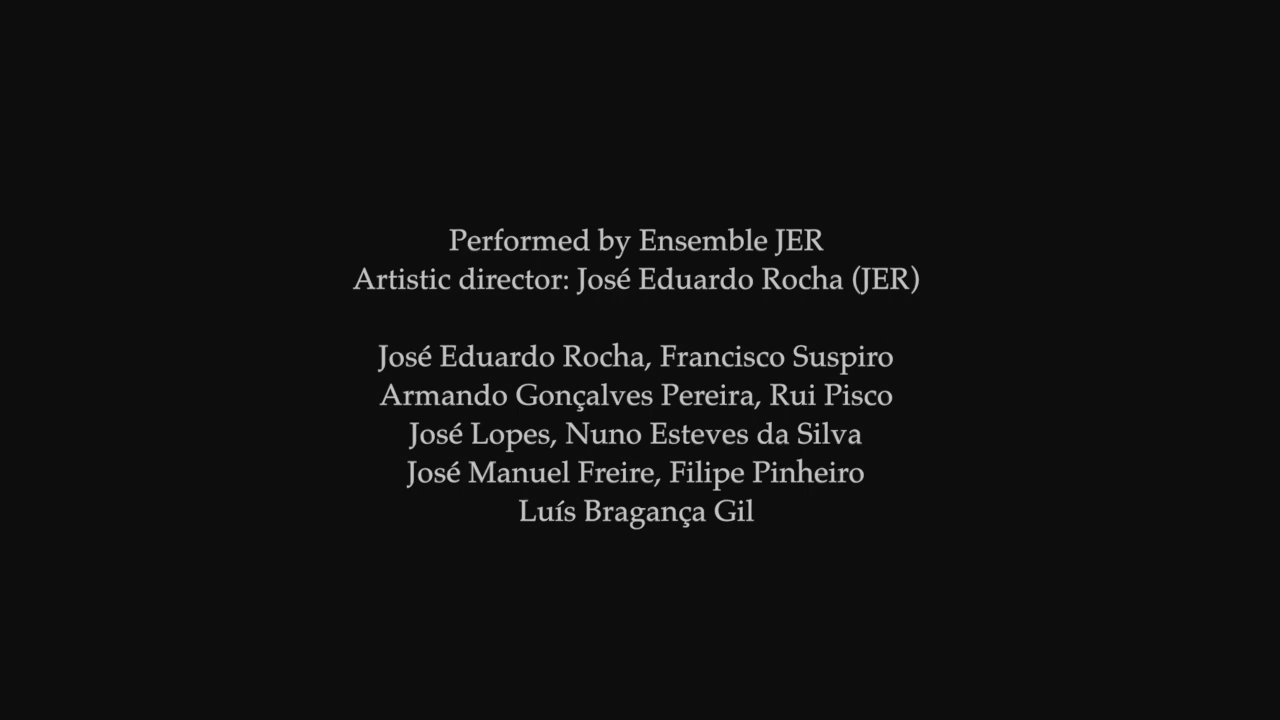 Performed by Ensemble JER
Artistic director: José Eduardo Rocha (JER)
José Eduardo Rocha, Francisco Suspiro
Armando Gonçalves Pereira, Rui Pisco
José Lopes, Nuno Esteves da Silva
José Manuel Freire, Filipe Pinheiro
Luís Bragança Gil